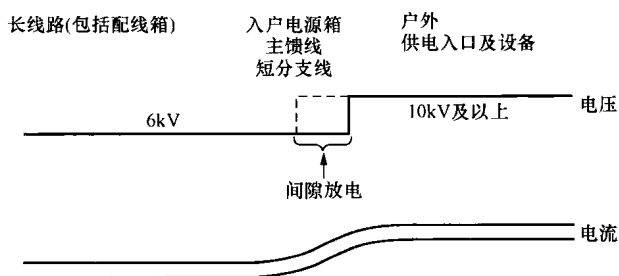 长线路(包括配线箱)
入户电源箱
主馈线
短分支线
户外
供电入口及设备
6kV
10kV及以上
电压
间隙放电
电流